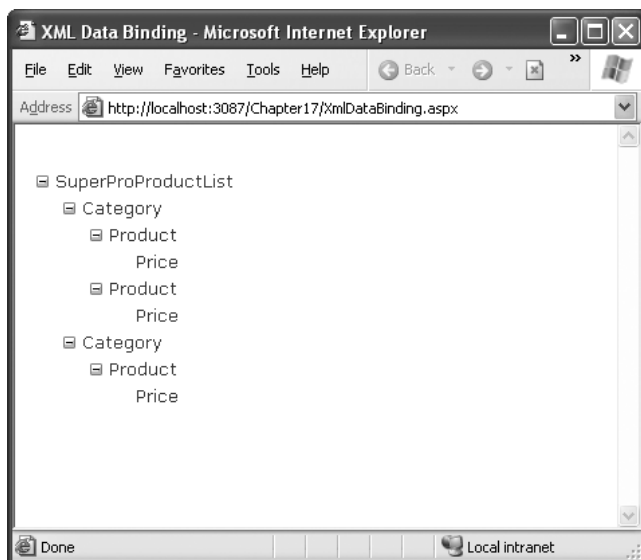 XML Data Binding - Microsoft Internet Explorer
File Edit View Favorites Tools Help Back »
Address http://localhost:3087/Chapter17/XmlDataBinding.aspx
SuperProProductList
Category
Product
Price
Product
Price
Category
Product
Price
Done Local intranet